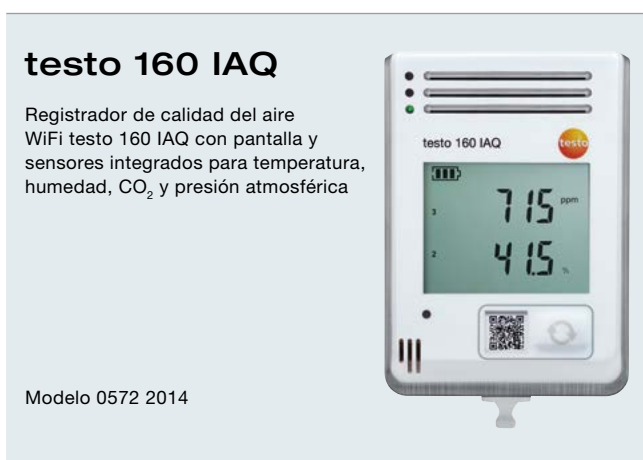 testo 160 IAQ
Registrador de calidad del aire
WiFi testo 160 IAQ con pantalla y
sensores integrados para temperatura,
humedad, CO₂ y presión atmosférica
testo 160 IAQ
testo
3 715 ppm
2 41.5 %
Modelo 0572 2014